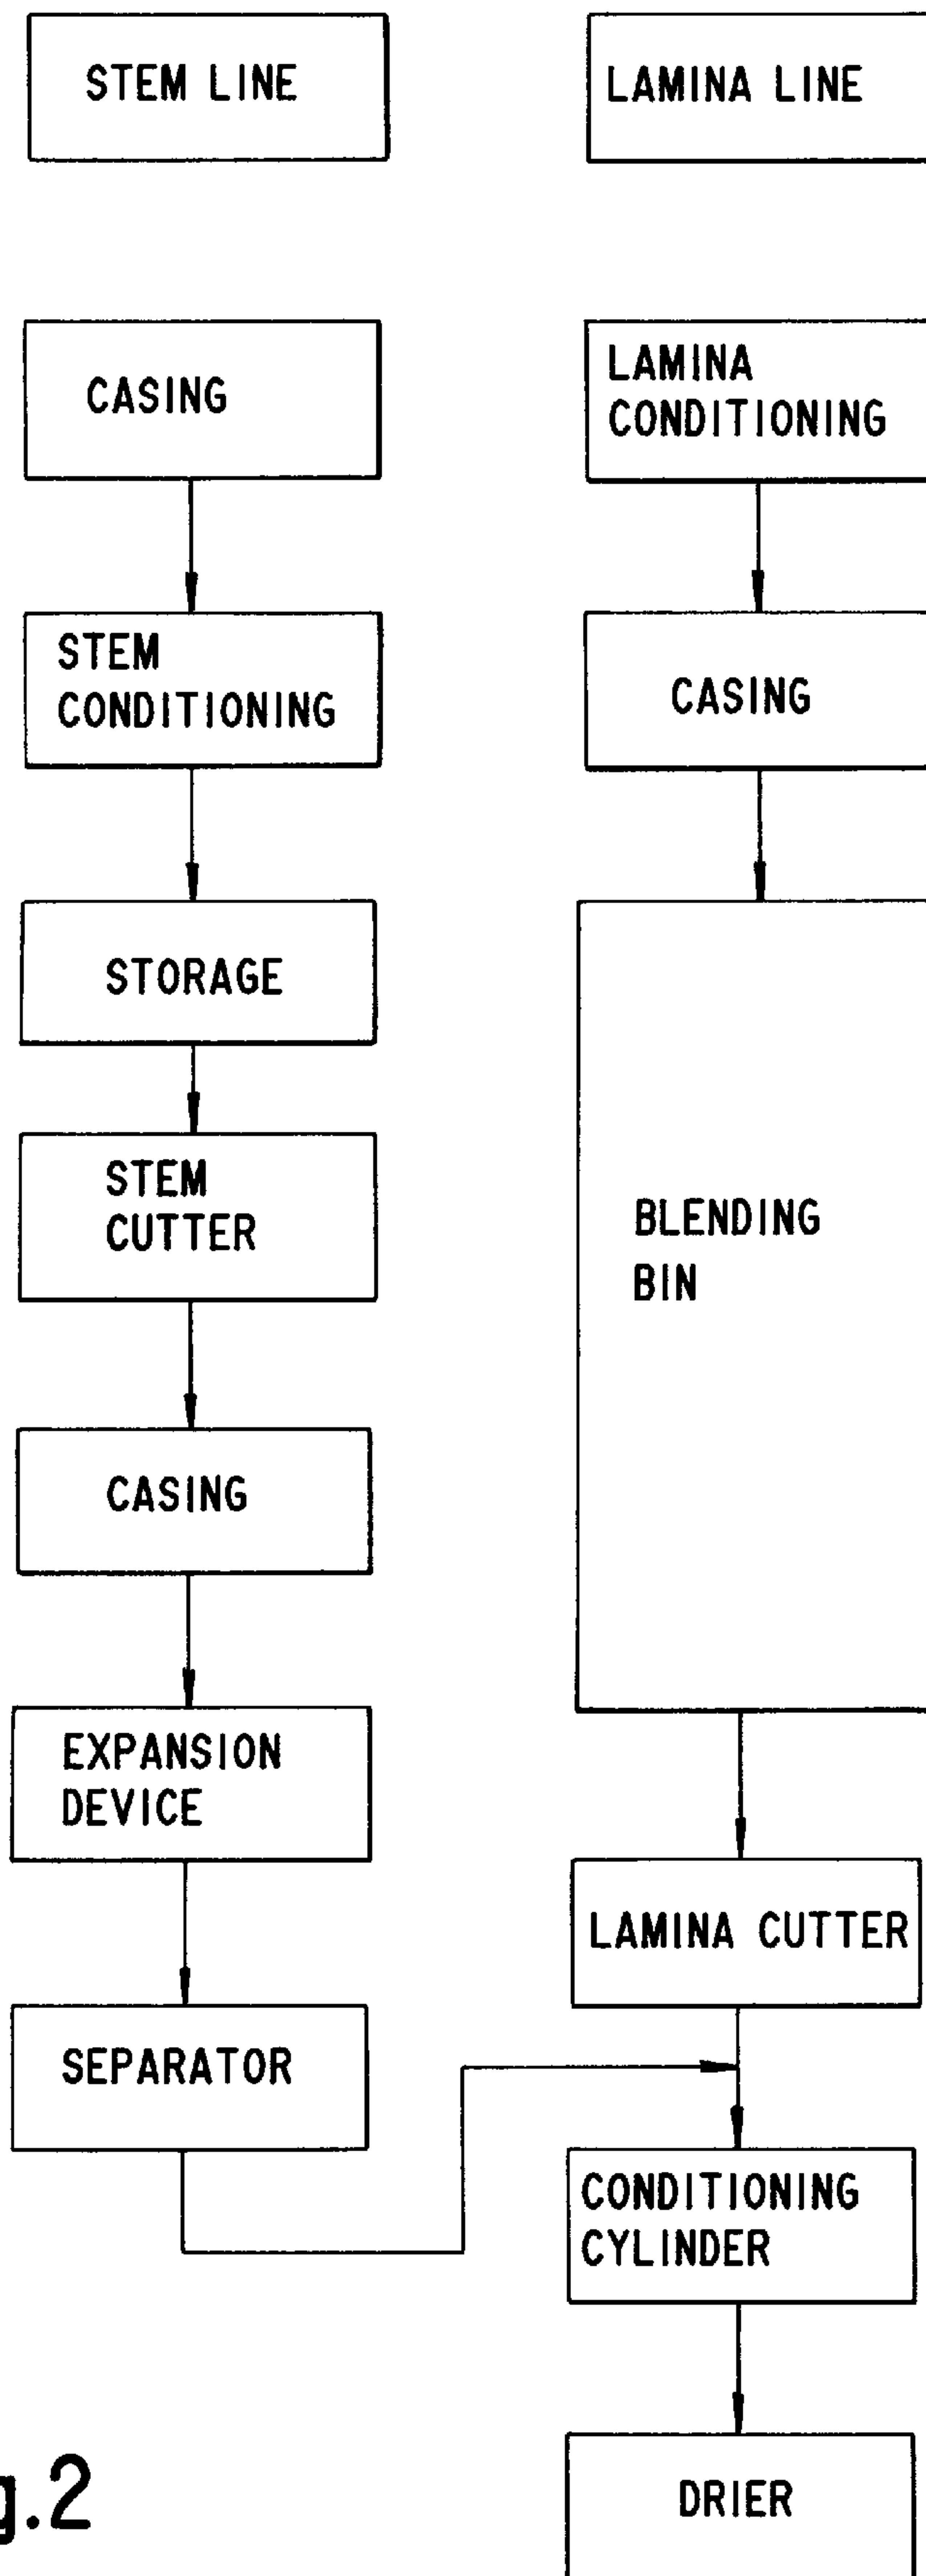 STEM LINE
CASING
STEM
CONDITIONING
STORAGE
STEM
CUTTER
CASING
EXPANSION
DEVICE
SEPARATOR
LAMINA LINE
LAMINA
CONDITIONING
CASING
BLENDING
BIN
LAMINA CUTTER
CONDITIONING
CYLINDER
DRIER
g.2